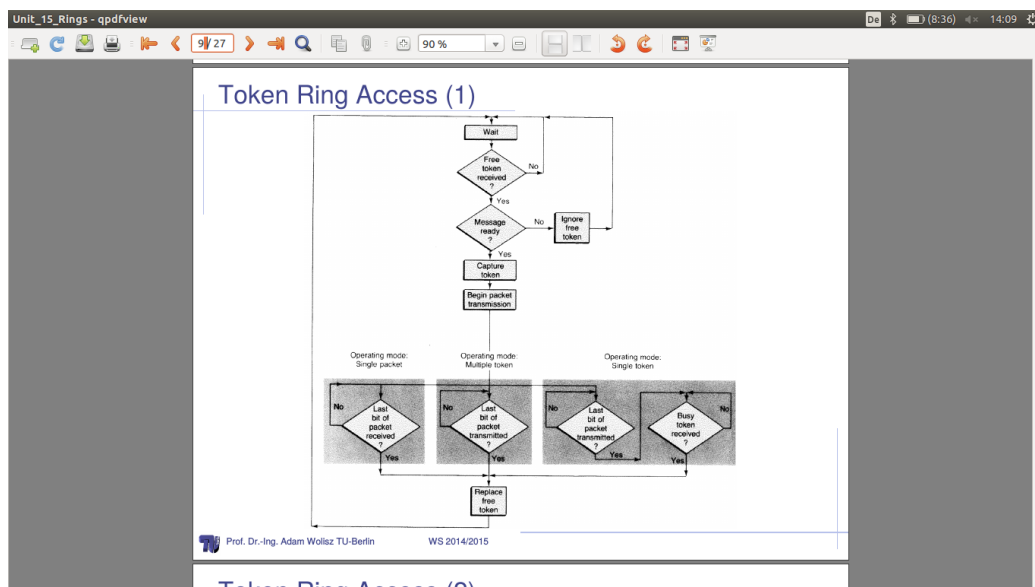 Unit_15_Rings - qpdfview
De
(8:36)
14:09
9/27
90 %
Token Ring Access (1)
Wait
Free
token
received
?
No
Yes
Message
ready
?
No
Ignore
free
token
Yes
Capture
token
Begin packet
transmission
Operating mode:
Single packet
Operating mode:
Multiple token
Operating mode:
Single token
No
Last
bit of
packet
received
?
Yes
No
Last
bit of
packet
transmitted
?
Yes
No
Last
bit of
packet
transmitted
?
Yes
Busy
token
received
?
No
Yes
Replace
free
token
Prof. Dr.-Ing. Adam Wolisz TU-Berlin
WS 2014/2015
Token Ring Access (2)